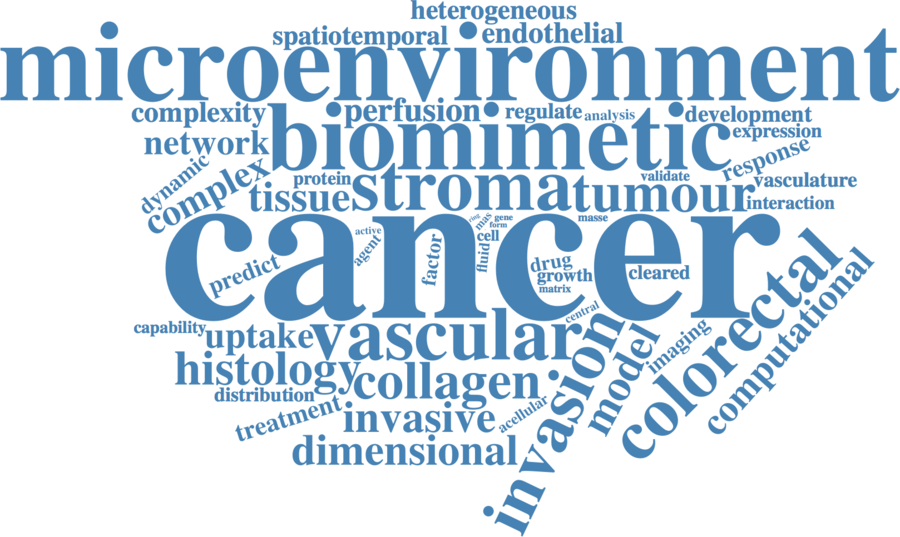 heterogeneous
spatiotemporal endothelial
microenvironment
complexity perfusion regulate analysis development
network biomimetic expression
dynamic complex protein validate response
tissue stroma tumour vasculature
interaction
cancer
active agent factor fluid cell ring mas gene form masse
predict drug growth matrix cleared
central
capability uptake vascular
histology collagen
distribution
treatment invasive acellular
dimensional
invasion model imaging colorectal computational